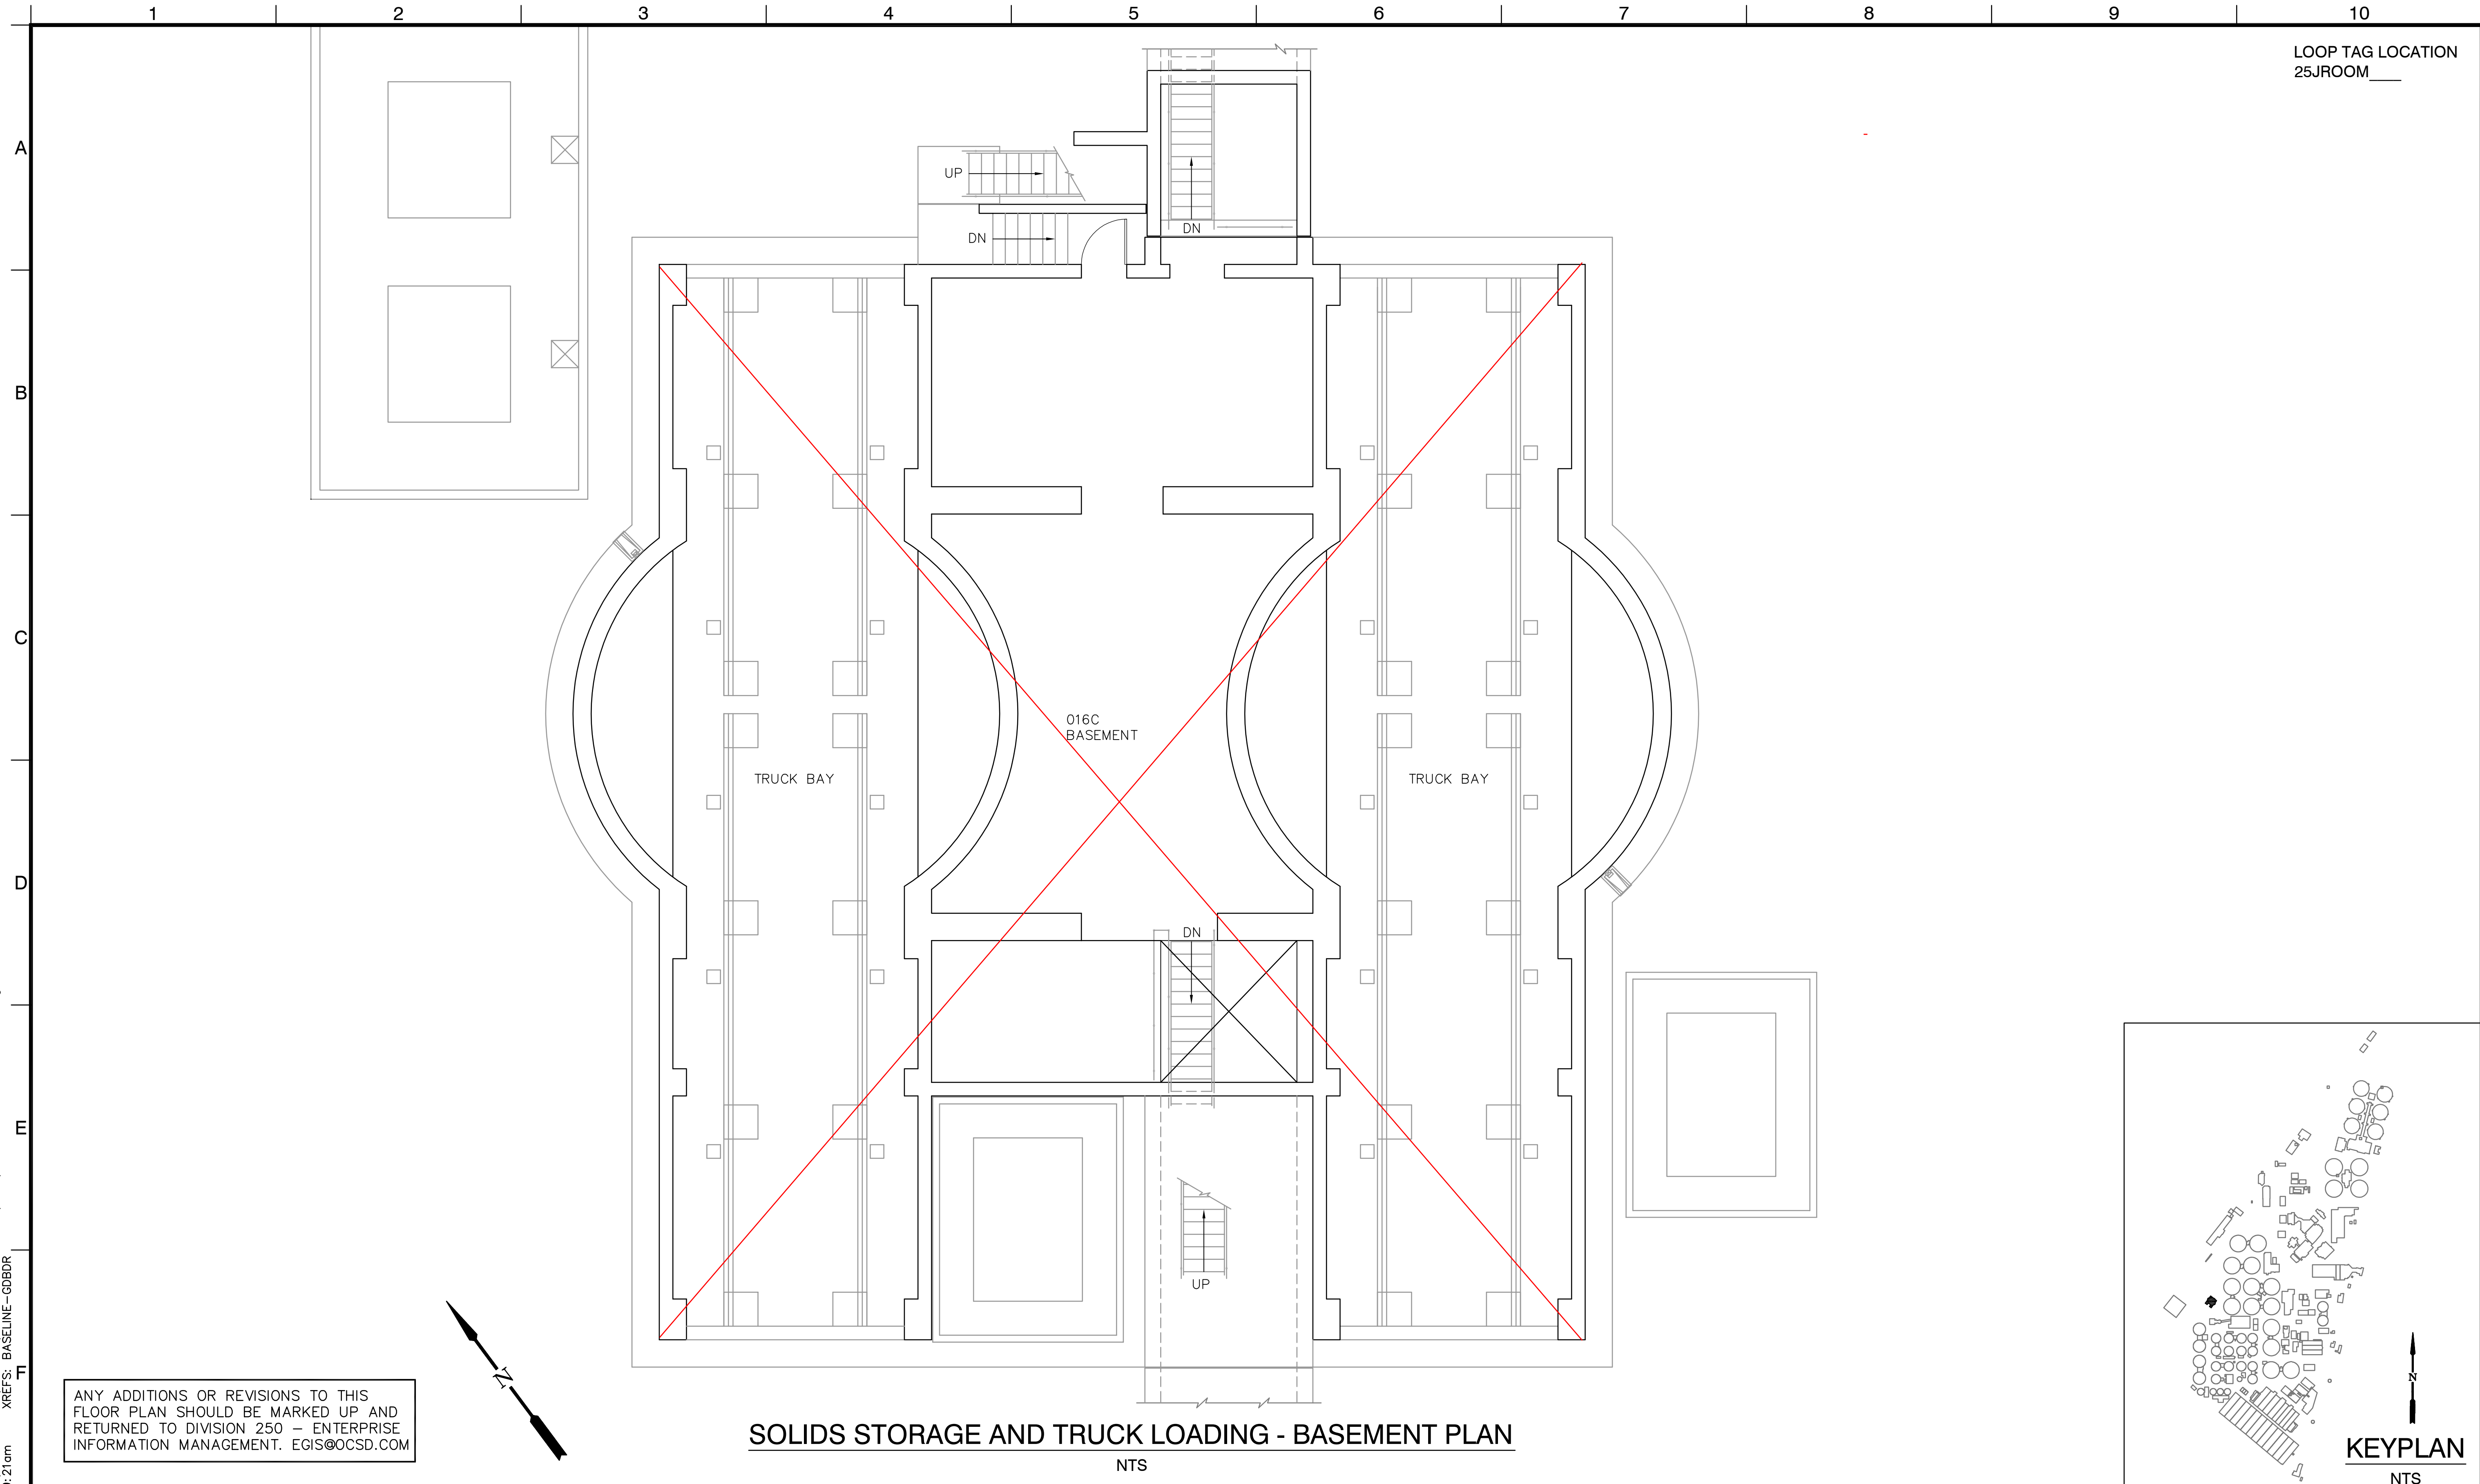 1 2 3 4 5 6 7 8 9 10
LOOP TAG LOCATION
25JROOM____
A
UP
DN
DN
B
C
016C
BASEMENT
TRUCK BAY
TRUCK BAY
D
DN
E
UP
F
XREFS: BASELINE-GDBDR
21am
N
ANY ADDITIONS OR REVISIONS TO THIS
FLOOR PLAN SHOULD BE MARKED UP AND
RETURNED TO DIVISION 250 – ENTERPRISE
INFORMATION MANAGEMENT. EGIS@OCSD.COM
SOLIDS STORAGE AND TRUCK LOADING - BASEMENT PLAN
NTS
N
KEYPLAN
NTS